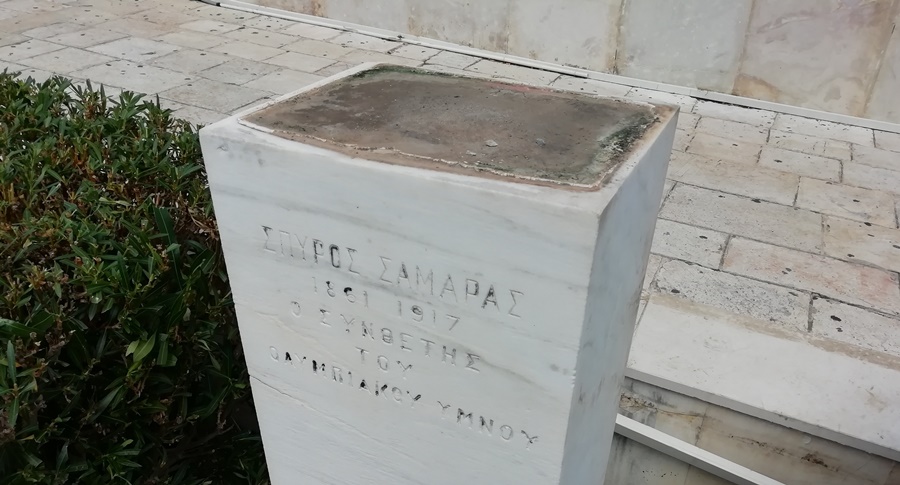 ΣΠΥΡΟΣ ΣΑΜΑΡΑΣ
1861 1917
Ο ΣΥΝΘΕΤΗΣ
ΤΟΥ
ΟΛΥΜΠΙΑΚΟΥ ΥΜΝΟΥ